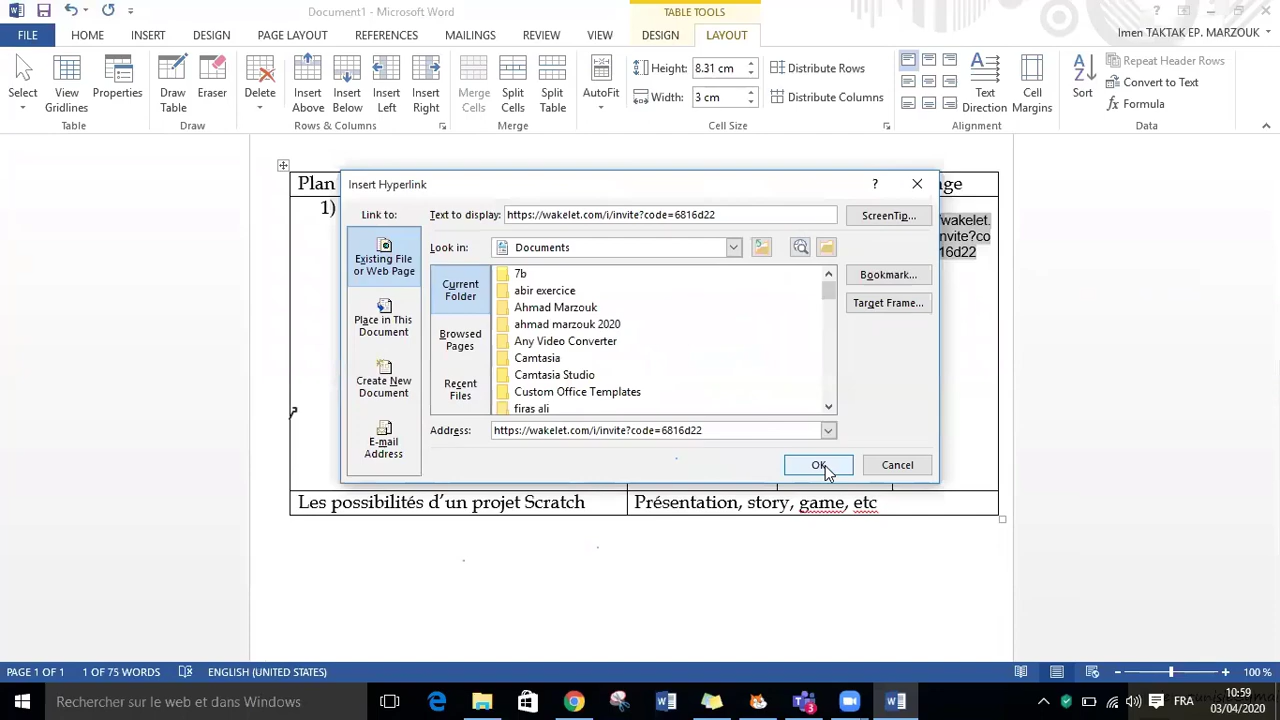 Document1 - Microsoft Word
TABLE TOOLS
FILE HOME INSERT DESIGN PAGE LAYOUT REFERENCES MAILINGS REVIEW VIEW DESIGN LAYOUT
Imen TAKTAK EP. MARZOUK
Select
View Gridlines
Properties
Table
Draw Table
Eraser
Draw
Delete
Insert Above
Insert Below
Insert Left
Insert Right
Rows & Columns
Merge Cells
Split Cells
Split Table
Merge
AutoFit
Height: 8.31 cm
Width: 3 cm
Distribute Rows
Distribute Columns
Cell Size
Text Direction
Cell Margins
Alignment
Sort
Repeat Header Rows
Convert to Text
Formula
Data
Plan
age
1)
/wakelet.
nvite?co
16d22
Insert Hyperlink
?
Link to:
Text to display: https://wakelet.com/i/invite?code=6816d22
ScreenTip...
Existing File or Web Page
Place in This Document
Create New Document
E-mail Address
Look in: Documents
Current Folder
Browsed Pages
Recent Files
7b
abir exercice
Ahmad Marzouk
ahmad marzouk 2020
Any Video Converter
Camtasia
Camtasia Studio
Custom Office Templates
firas ali
Bookmark...
Target Frame...
Address: https://wakelet.com/i/invite?code=6816d22
OK
Cancel
Les possibilités d’un projet Scratch
Présentation, story, game, etc
PAGE 1 OF 1 1 OF 75 WORDS ENGLISH (UNITED STATES)
100 %
Rechercher sur le web et dans Windows
FRA
10:59
03/04/2020